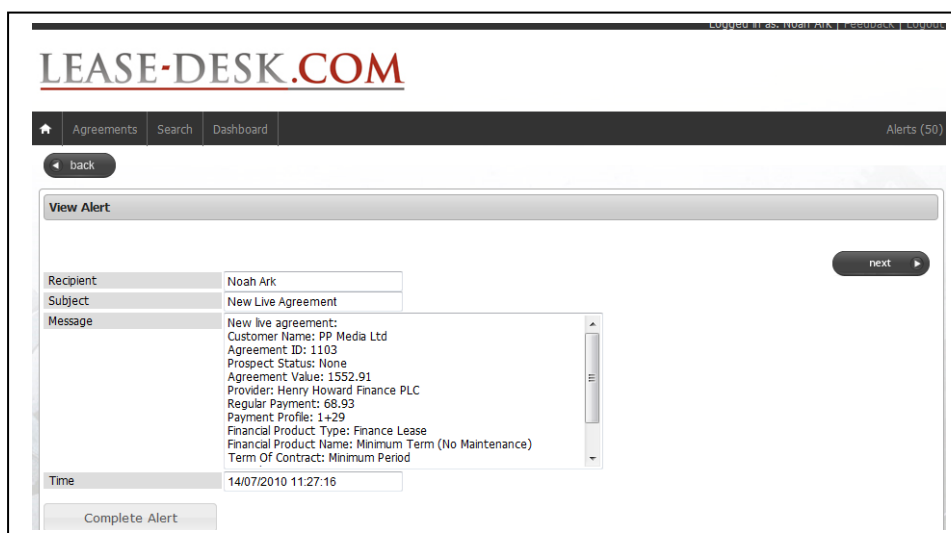 Logged in as: Noah Ark | Feedback | Logout
LEASE-DESK.COM
Agreements Search Dashboard Alerts (50)
back
View Alert
next
Recipient Noah Ark
Subject New Live Agreement
Message New live agreement:
Customer Name: PP Media Ltd
Agreement ID: 1103
Prospect Status: None
Agreement Value: 1552.91
Provider: Henry Howard Finance PLC
Regular Payment: 68.93
Payment Profile: 1+29
Financial Product Type: Finance Lease
Financial Product Name: Minimum Term (No Maintenance)
Term Of Contract: Minimum Period
Time 14/07/2010 11:27:16
Complete Alert